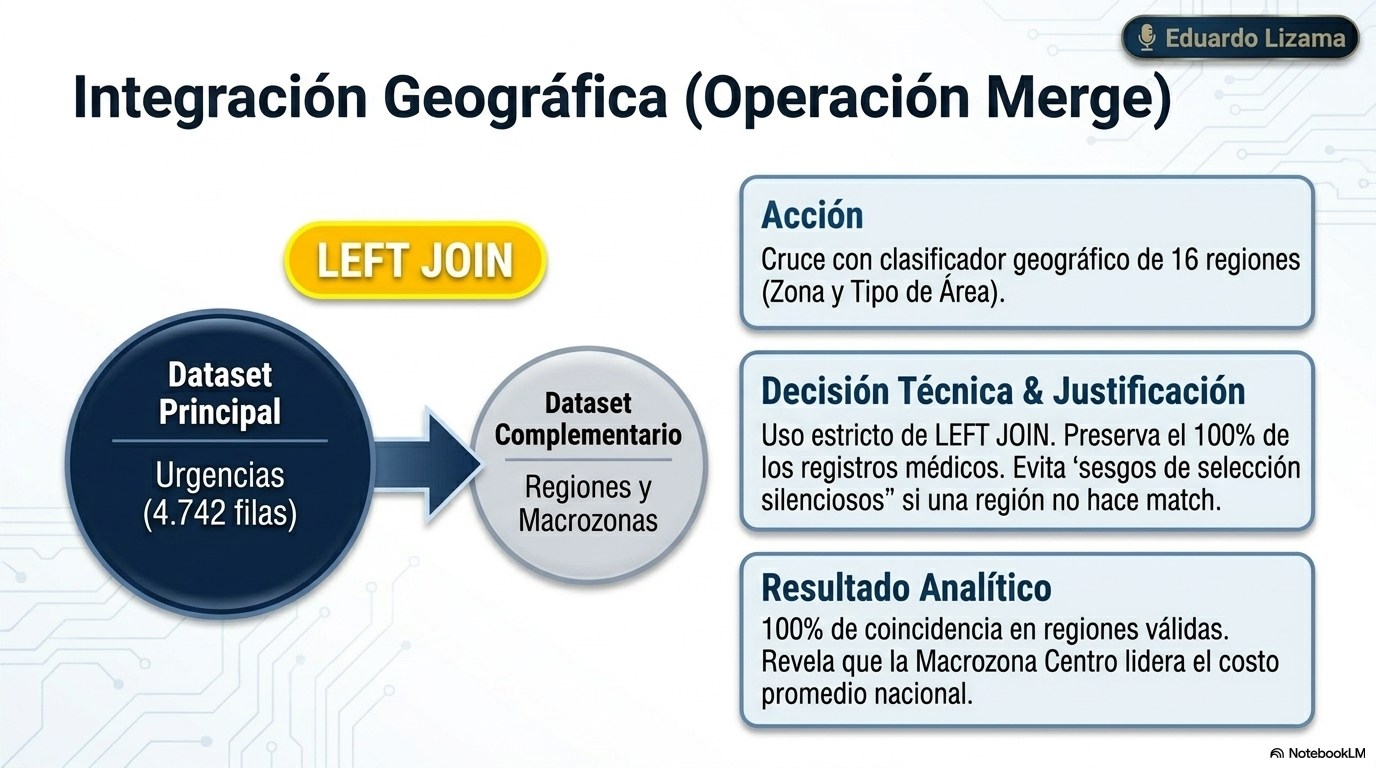 Eduardo Lizama
Integración Geográfica (Operación Merge)
LEFT JOIN
Dataset
Principal
Urgencias
(4.742 filas)
Dataset
Complementario
Regiones y
Macrozonas
Acción
Cruce con clasificador geográfico de 16 regiones
(Zona y Tipo de Área).
Decisión Técnica & Justificación
Uso estricto de LEFT JOIN. Preserva el 100% de
los registros médicos. Evita ‘sesgos de selección
silenciosos” si una región no hace match.
Resultado Analítico
100% de coincidencia en regiones válidas.
Revela que la Macrozona Centro lidera el costo
promedio nacional.
NotebookLM